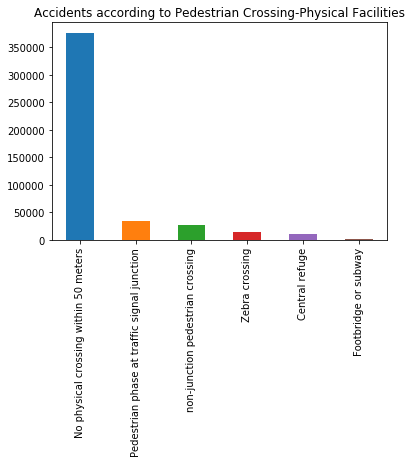 Accidents according to Pedestrian Crossing-Physical Facilities
350000
300000
250000
200000
150000
100000
50000
0
No physical crossing within 50 meters
Pedestrian phase at traffic signal junction
non-junction pedestrian crossing
Zebra crossing
Central refuge
Footbridge or subway